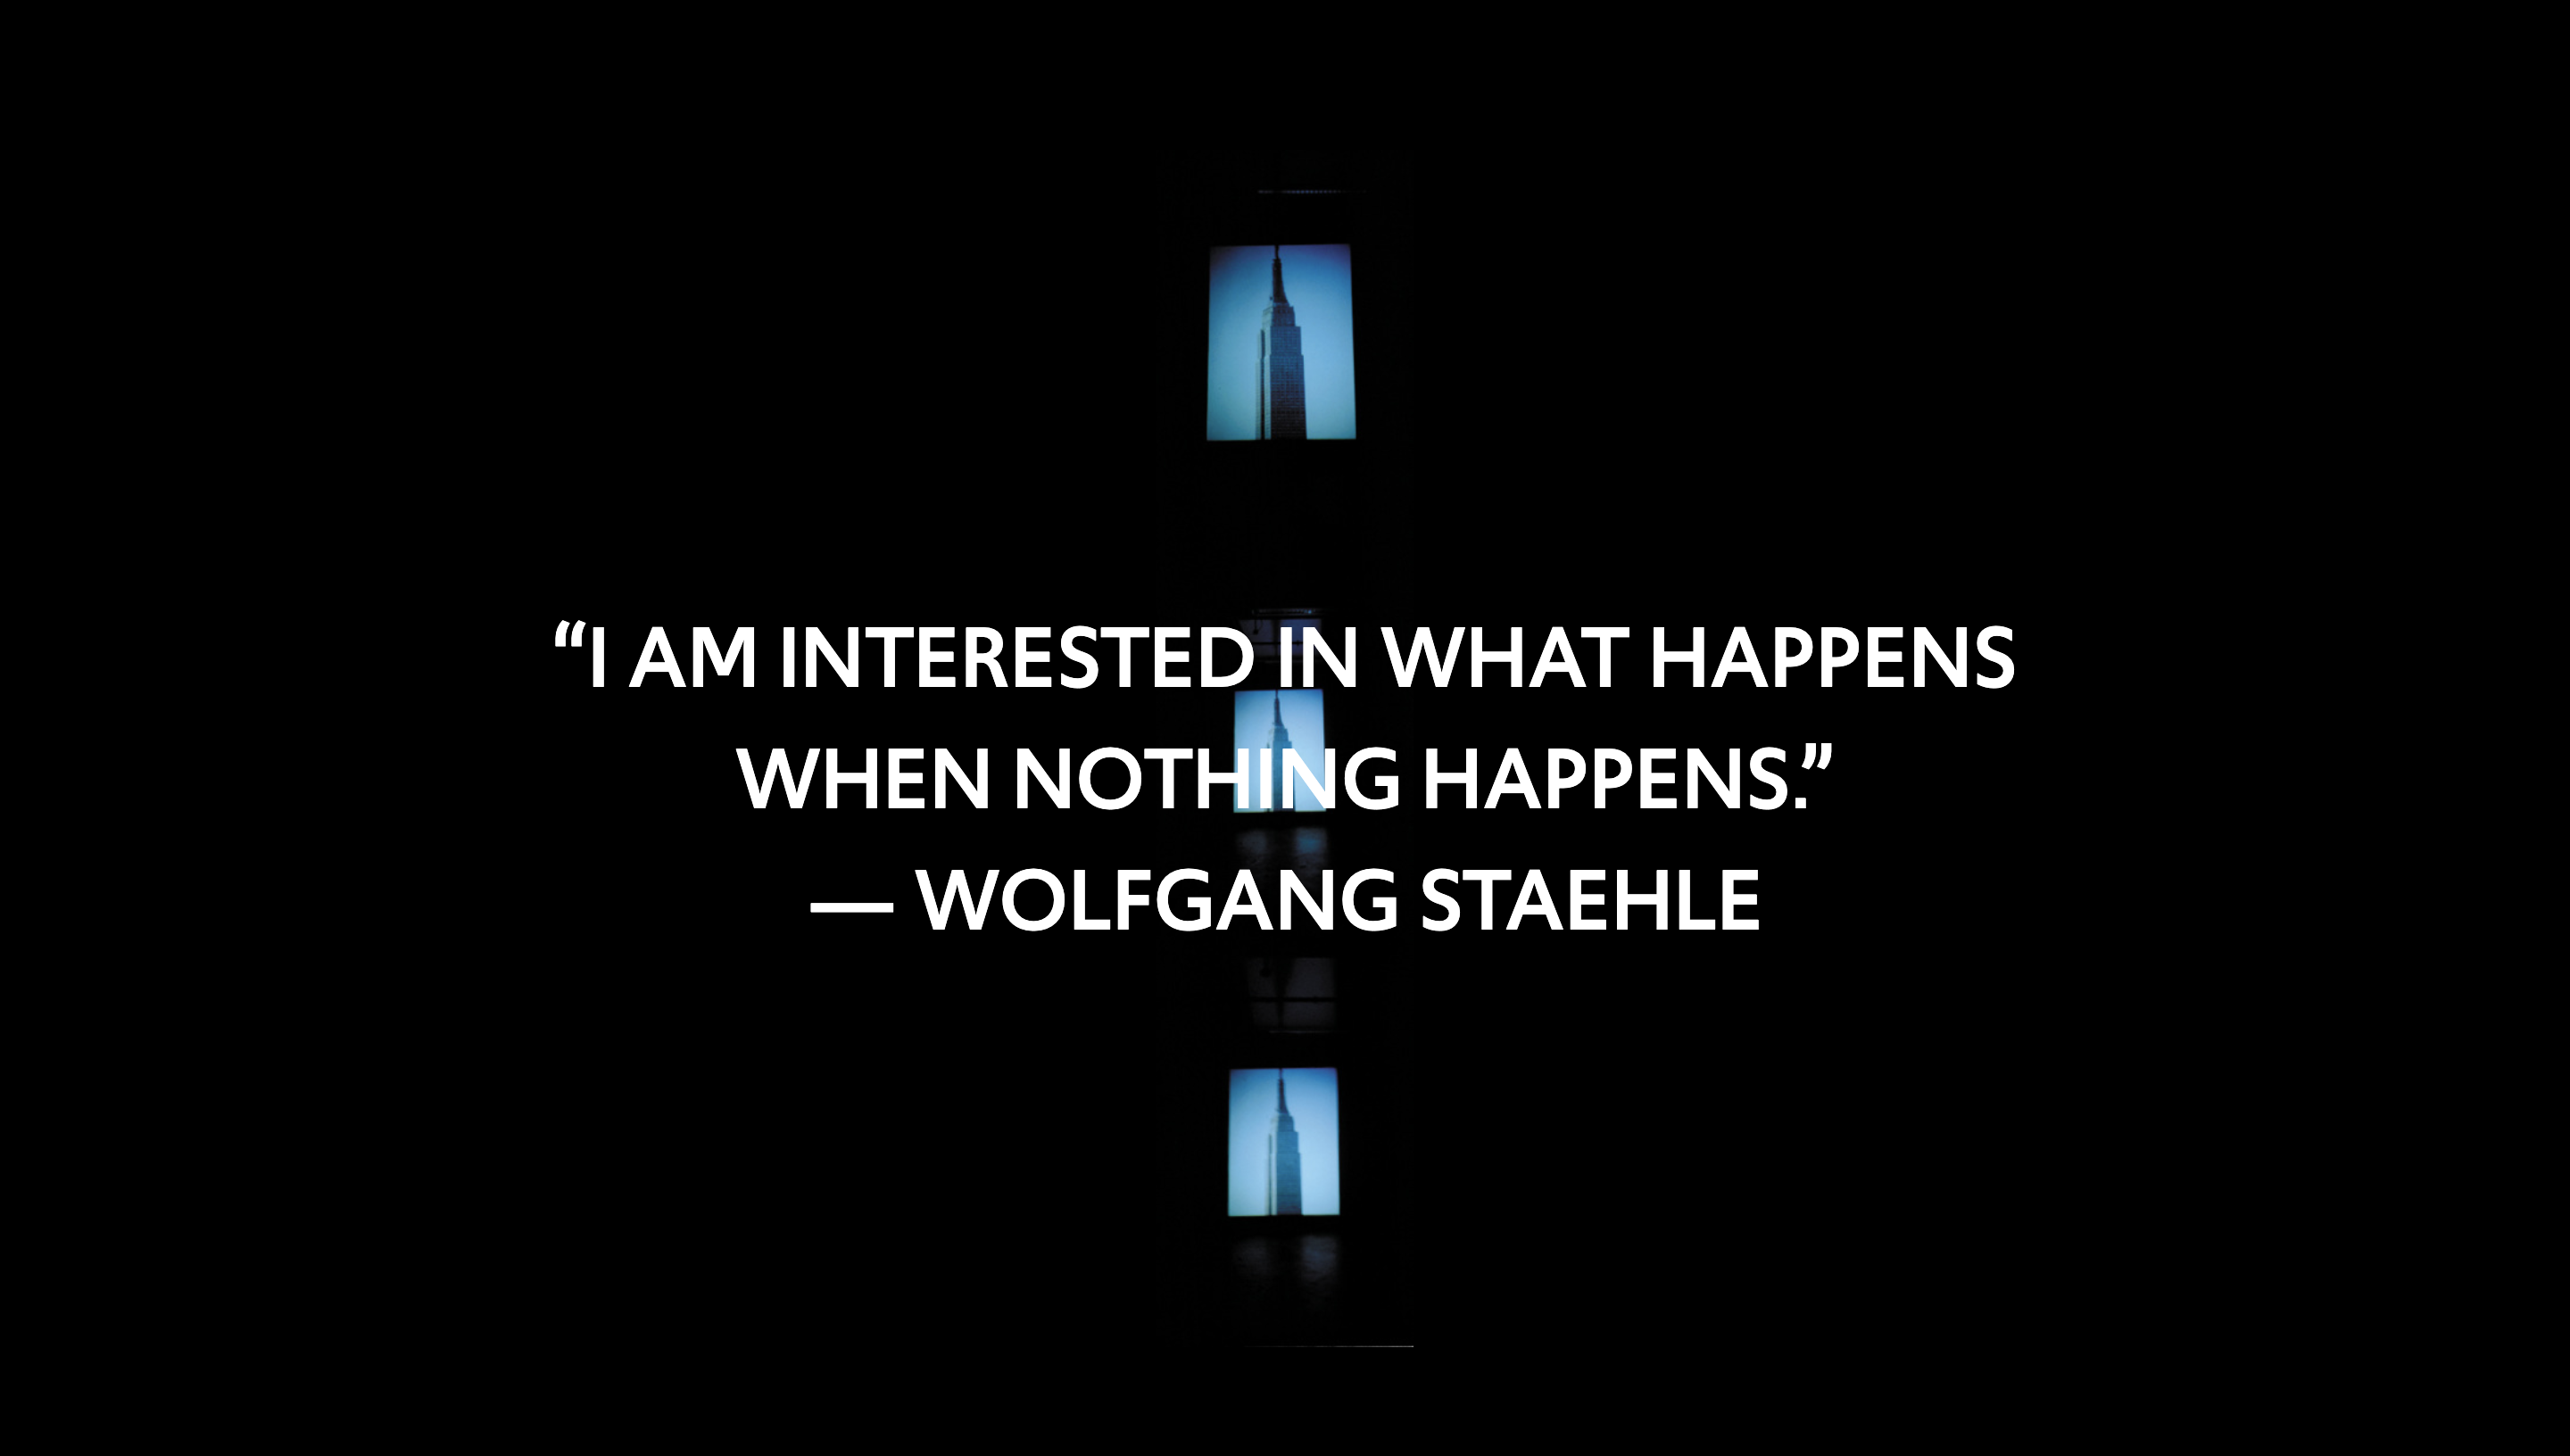 “I AM INTERESTED IN WHAT HAPPENS
WHEN NOTHING HAPPENS.”
— WOLFGANG STAEHLE